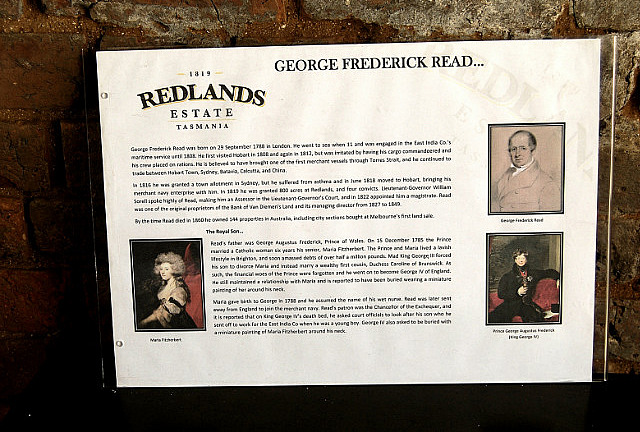 GEORGE FREDERICK READ...
1819
REDLANDS
ESTATE
TASMANIA
George Frederick Read was born on 29 September 1788 in London. He went to sea when 11 and was engaged in the East India Co.'s
maritime service until 1808. He first visited Hobart in 1808 and again in 1812, but was irritated by having his cargo commandeered and
his crew placed on rations. He is believed to have brought one of the first merchant vessels through Torres Strait, and he continued to
trade between Hobart Town, Sydney, Batavia, Calcutta, and China.
In 1816 he was granted a town allotment in Sydney, but he suffered from asthma and in June 1818 moved to Hobart, bringing his
merchant navy enterprise with him. In 1819 he was granted 800 acres at Redlands, and four convicts. Lieutenant-Governor William
Sorell spoke highly of Read, making him an Assessor in the Lieutenant-Governor's Court, and in 1822 appointed him a magistrate. Read
was one of the original proprietors of the Bank of Van Diemen's Land and its managing director from 1827 to 1849.
By the time Read died in 1860 he owned 144 properties in Australia, including city sections bought at Melbourne's first land sale.
The Royal Son..
Read's father was George Augustus Frederick, Prince of Wales. On 15 December 1785 the Prince
married a Catholic woman six years his senior, Maria Fitzherbert. The Prince and Maria lived a lavish
lifestyle in Brighton, and soon amassed debts of over half a million pounds. Mad King George III forced
his son to divorce Maria and instead marry a wealthy first cousin, Duchess Caroline of Brunswick. As
such, the financial woes of the Prince were forgotten and he went on to become George IV of England.
He still maintained a relationship with Maria and is reported to have been buried wearing a miniature
painting of her around his neck.
Maria gave birth to George in 1788 and he assumed the name of his wet nurse. Read was later sent
away from England to join the merchant navy. Read's patron was the Chancellor of the Exchequer, and
it is reported that on King George IV's death bed, he asked court officials to look after his son who he
sent off to work for the East India Co when he was a young boy. George IV also asked to be buried with
a miniature painting of Maria Fitzherbert around his neck.
George Frederick Read
Maria Fitzherbert
Prince George Augustus Frederick
(King George IV)